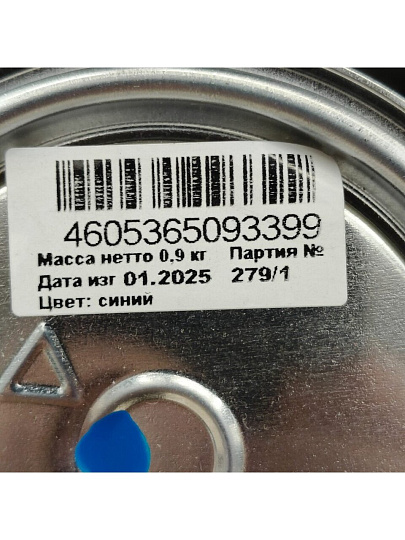 4605365093399
Масса нетто 0,9 кг Партия №
Дата изг 01.2025 279/1
Цвет: синий